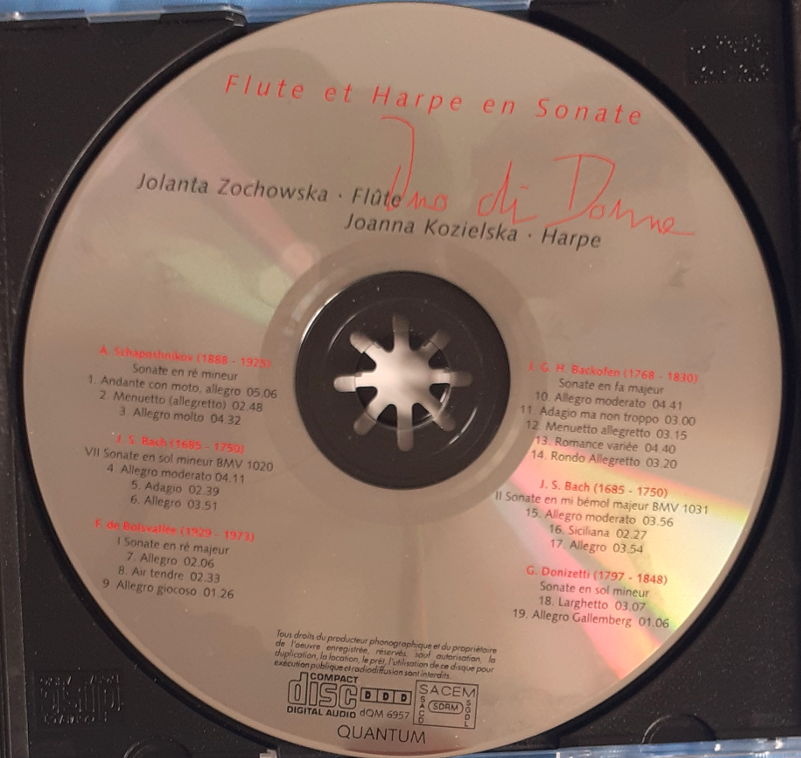 Flute et Harpe en Sonate
Duo di Donne
Jolanta Zochowska · Flûte
Joanna Kozielska · Harpe
A. Schaposhnikov (1888 - 1925)
Sonate en ré mineur
1. Andante con moto, allegro 05.06
2. Menuetto (allegretto) 02.48
3. Allegro molto 04.32
J. S. Bach (1685 - 1750)
VII Sonate en sol mineur BMV 1020
4. Allegro moderato 04.11
5. Adagio 02.39
6. Allegro 03.51
F. de Boisvallée (1929 - 1973)
I Sonate en ré majeur
7. Allegro 02.06
8. Air tendre 02.33
9 Allegro giocoso 01.26
J. G. H. Backofen (1768 - 1830)
Sonate en fa majeur
10. Allegro moderato 04.41
11. Adagio ma non troppo 03.00
12. Menuetto allegretto 03.15
13. Romance variée 04.40
14. Rondo Allegretto 03.20
J. S. Bach (1685 - 1750)
II Sonate en mi bémol majeur BMV 1031
15. Allegro moderato 03.56
16. Siciliana 02.27
17. Allegro 03.54
G. Donizetti (1797 - 1848)
Sonate en sol mineur
18. Larghetto 03.07
19. Allegro Gallemberg 01.06
Tous droits du producteur phonographique et du propriétaire
de l'oeuvre enregistrée, réservés, sauf autorisation, la
duplication, la location, le prêt, l'utilisation de ce disque pour
exécution publique et radiodiffusion sont interdits.
COMPACT
disc
DIGITAL AUDIO
DDD
dQM 6957
SACEM
SACD
SDRM
SGDL
QUANTUM